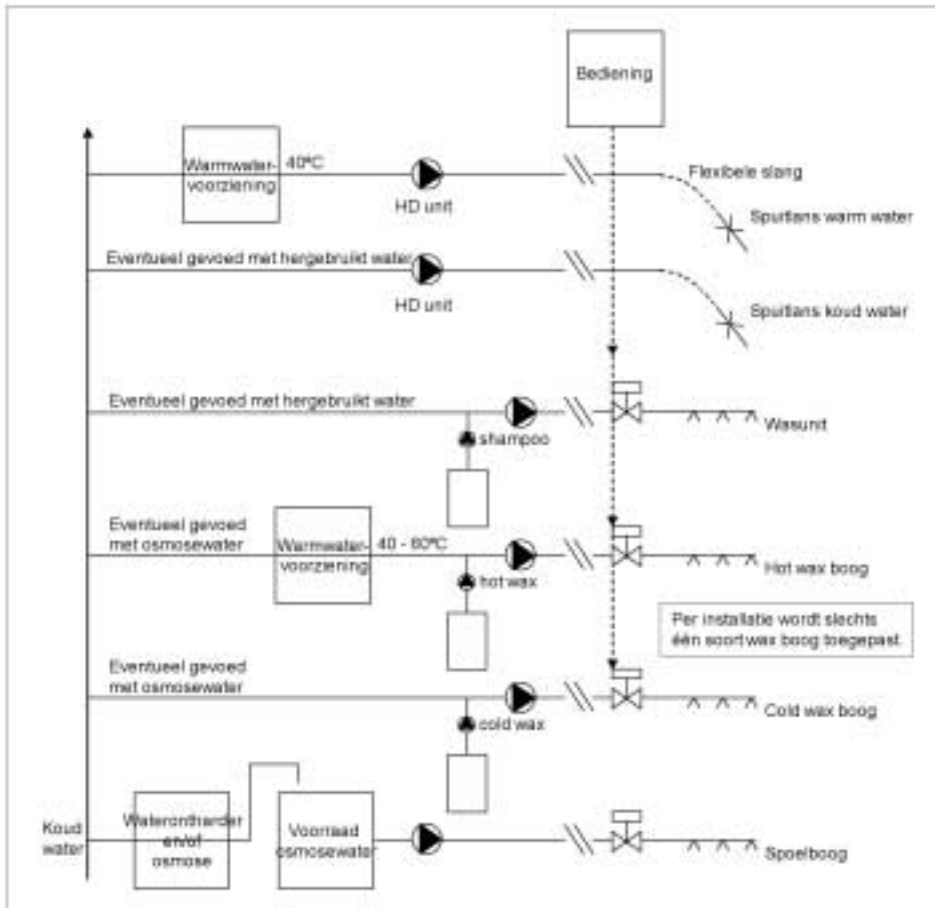 Bediening
Warmwater-
voorziening
40ºC
HD unit
Flexibele slang
Spuitlans warm water
Eventueel gevoed met hergebruikt water
HD unit
Spuitlans koud water
Eventueel gevoed met hergebruikt water
shampoo
Wasunit
Eventueel gevoed
met osmosewater
Warmwater-
voorziening
40 - 60ºC
hot wax
Hot wax boog
Per installatie wordt slechts
één soort wax boog toegepast.
Eventueel gevoed
met osmosewater
cold wax
Cold wax boog
Koud
water
Waterontharder
en/of
osmose
Voorraad
osmosewater
Spoelboog